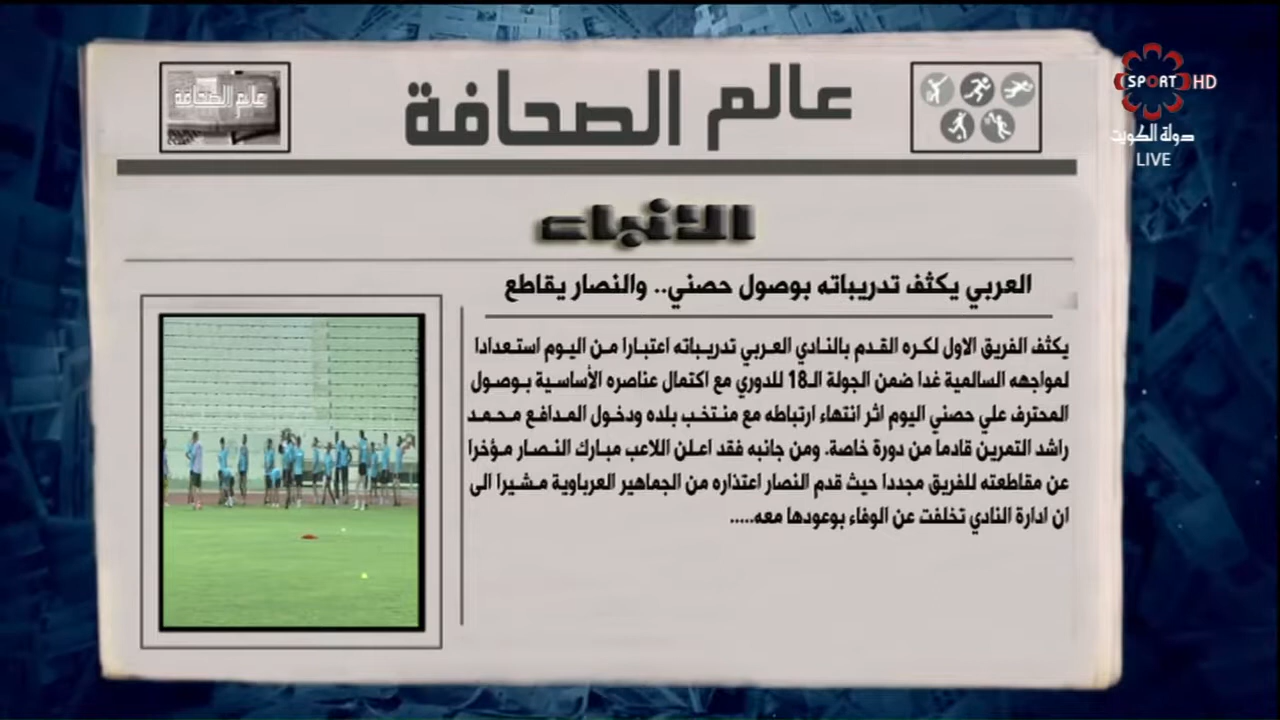 عالم الصحافة
عالم الصحافة
SPORT HD
دولة الكويت
LIVE
الانباء
العربي يكثف تدريباته بوصول حصني.. والنصار يقاطع
يكثف الفريق الاول لكره القدم بالنادي العربي تدريباته اعتبارا من اليوم استعدادا
لمواجهه السالمية غدا ضمن الجولة الـ18 للدوري مع اكتمال عناصره الأساسية بوصول
المحترف علي حصني اليوم اثر انتهاء ارتباطه مع منتخب بلده ودخول المدافع محمد
راشد التمرين قادما من دورة خاصة. ومن جانبه فقد اعلن اللاعب مبارك النصار مؤخرا
عن مقاطعته للفريق مجددا حيث قدم النصار اعتذاره من الجماهير العرباوية مشيرا الى
ان ادارة النادي تخلفت عن الوفاء بوعودها معه.....